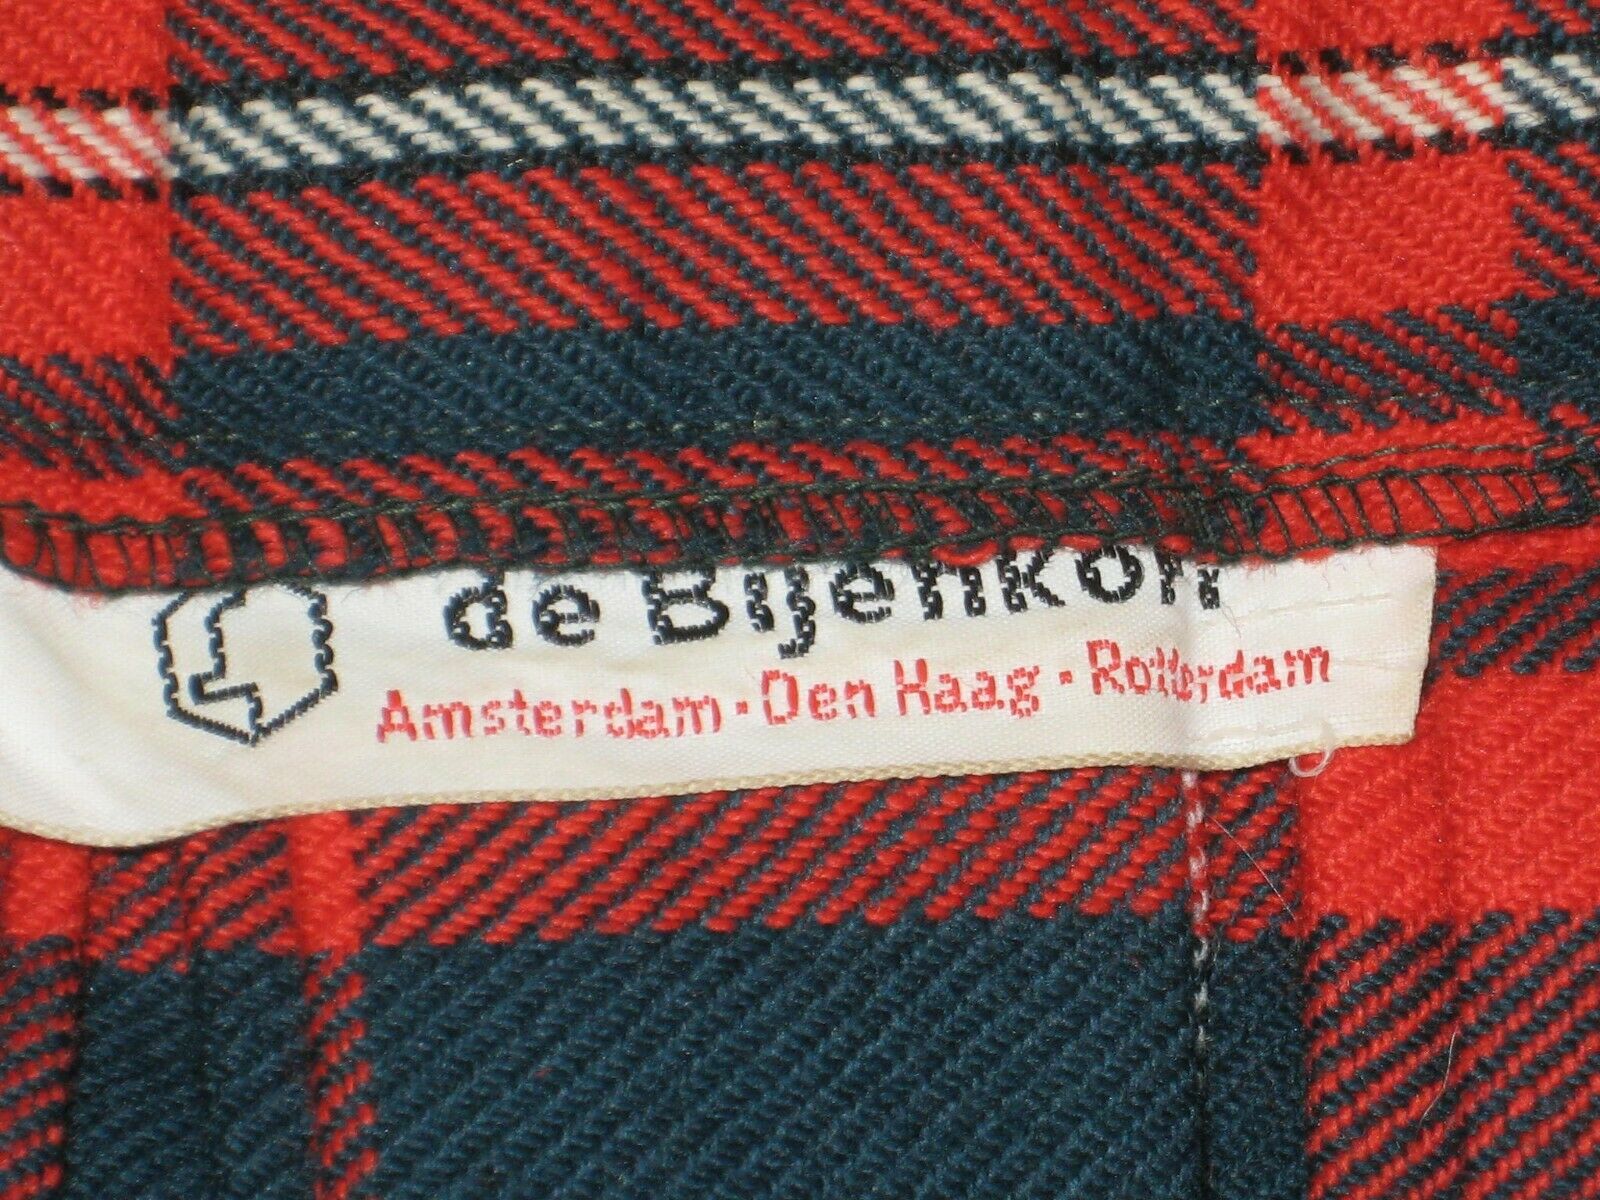 de Bijenkorf
Amsterdam · Den Haag · Rotterdam